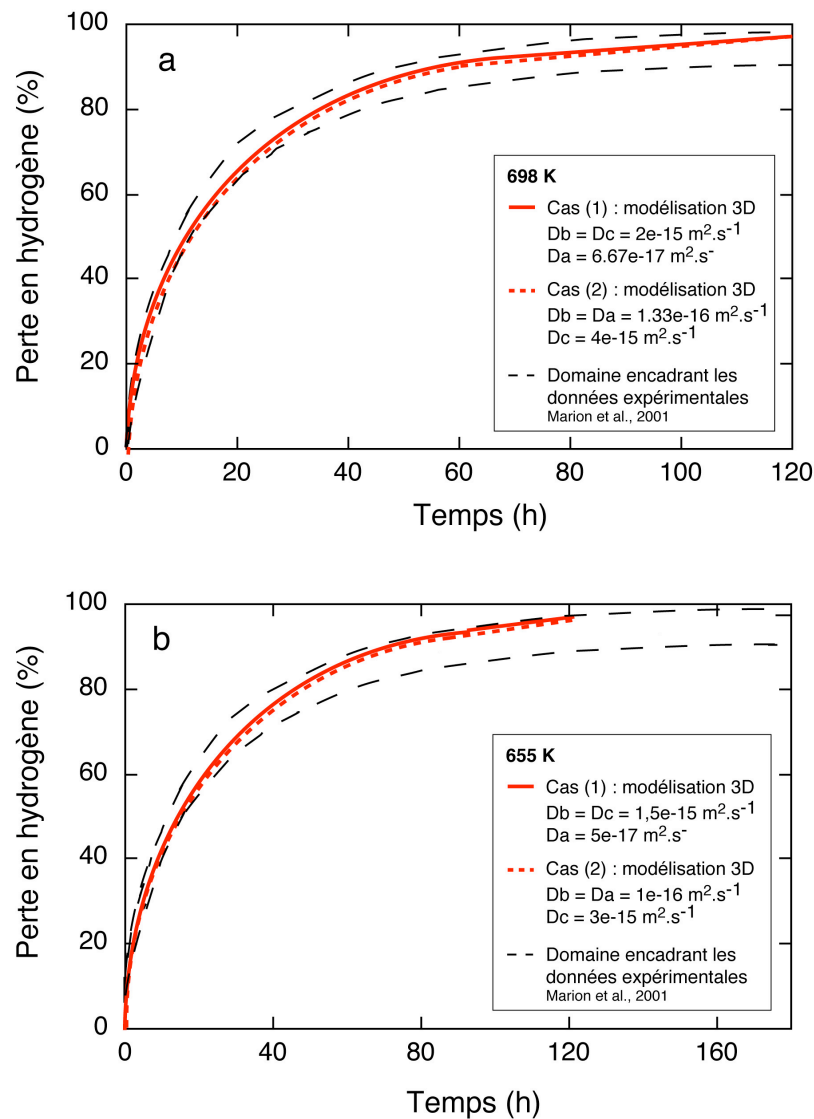 100
80
60
40
20
0
Perte en hydrogène (%)
a
698 K
Cas (1) : modélisation 3D
Db = Dc = 2e-15 m².s⁻¹
Da = 6.67e-17 m².s⁻
Cas (2) : modélisation 3D
Db = Da = 1.33e-16 m².s⁻¹
Dc = 4e-15 m².s⁻¹
Domaine encadrant les
données expérimentales
Marion et al., 2001
0 20 40 60 80 100 120
Temps (h)
100
80
60
40
20
0
Perte en hydrogène (%)
b
655 K
Cas (1) : modélisation 3D
Db = Dc = 1,5e-15 m².s⁻¹
Da = 5e-17 m².s⁻
Cas (2) : modélisation 3D
Db = Da = 1e-16 m².s⁻¹
Dc = 3e-15 m².s⁻¹
Domaine encadrant les
données expérimentales
Marion et al., 2001
0 40 80 120 160
Temps (h)